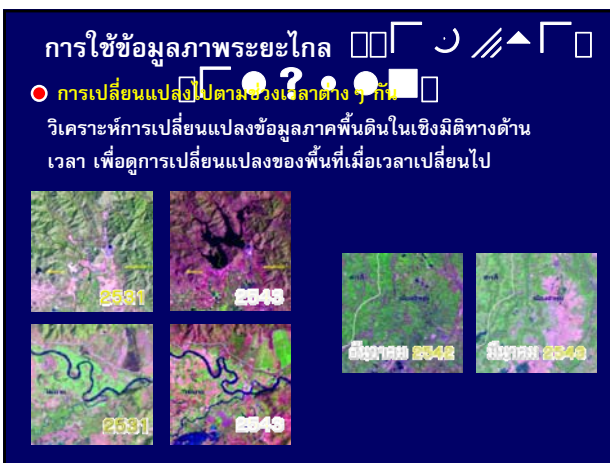 การใช้ข้อมูลภาพระยะไกล
การเปลี่ยนแปลงไปตามช่วงเวลาต่าง ๆ กัน
วิเคราะห์การเปลี่ยนแปลงข้อมูลภาคพื้นดินในเชิงมิติทางด้าน
เวลา เพื่อดูการเปลี่ยนแปลงของพื้นที่เมื่อเวลาเปลี่ยนไป
2531
2543
ธันวาคม 2542
มีนาคม 2543
2531
2543